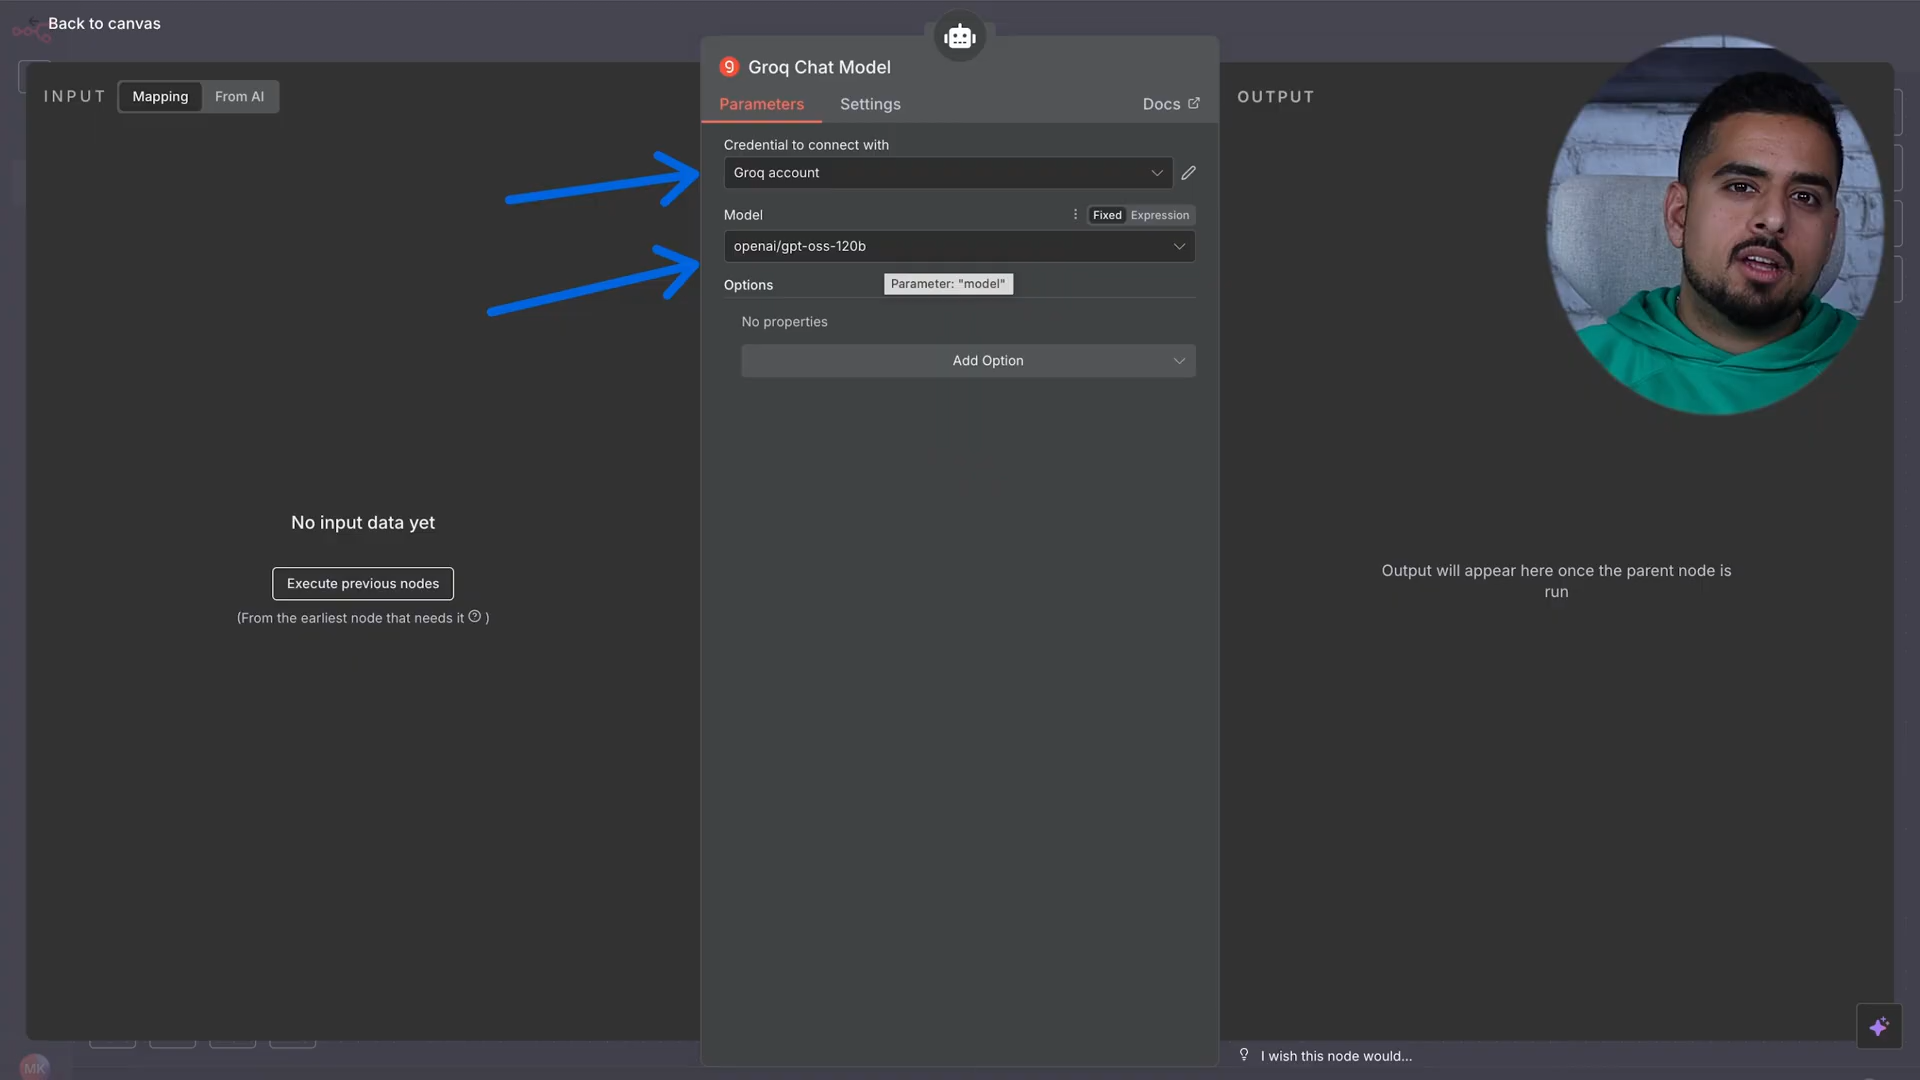 Back to canvas
INPUT
Mapping
From AI
Groq Chat Model
Parameters
Settings
Docs
OUTPUT
Credential to connect with
Groq account
Model
Fixed
Expression
openai/gpt-oss-120b
Options
Parameter: "model"
No properties
Add Option
No input data yet
Execute previous nodes
(From the earliest node that needs it ? )
Output will appear here once the parent node is
run
I wish this node would...
MK